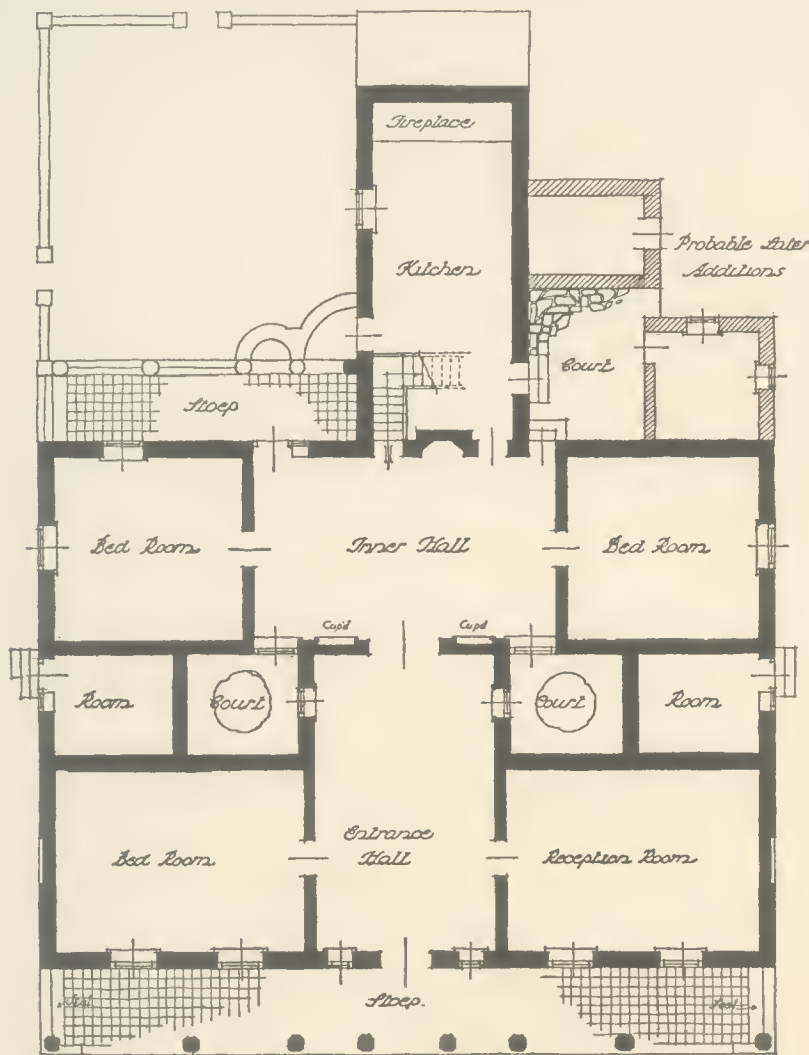 Fireplace
Probable Later
Additions
Kitchen
Court
Stoep
Bed Room
Inner Hall
Bed Room
Cup'd
Cup'd
Room
Court
Court
Room
Entrance
Hall
Bed Room
Reception Room
Seat
Stoep.
Seat